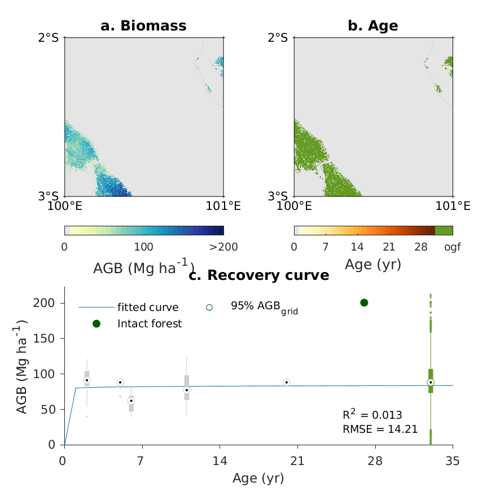 a. Biomass
b. Age
2°S
2°S
3°S
3°S
100°E
101°E
100°E
101°E
0
100
>200
0
7
14
21
28
ogf
AGB (Mg ha-1)
Age (yr)
c. Recovery curve
200
150
100
50
0
AGB (Mg ha-1)
fitted curve
95% AGBgrid
Intact forest
R2 = 0.013
RMSE = 14.21
0
7
14
21
28
35
Age (yr)